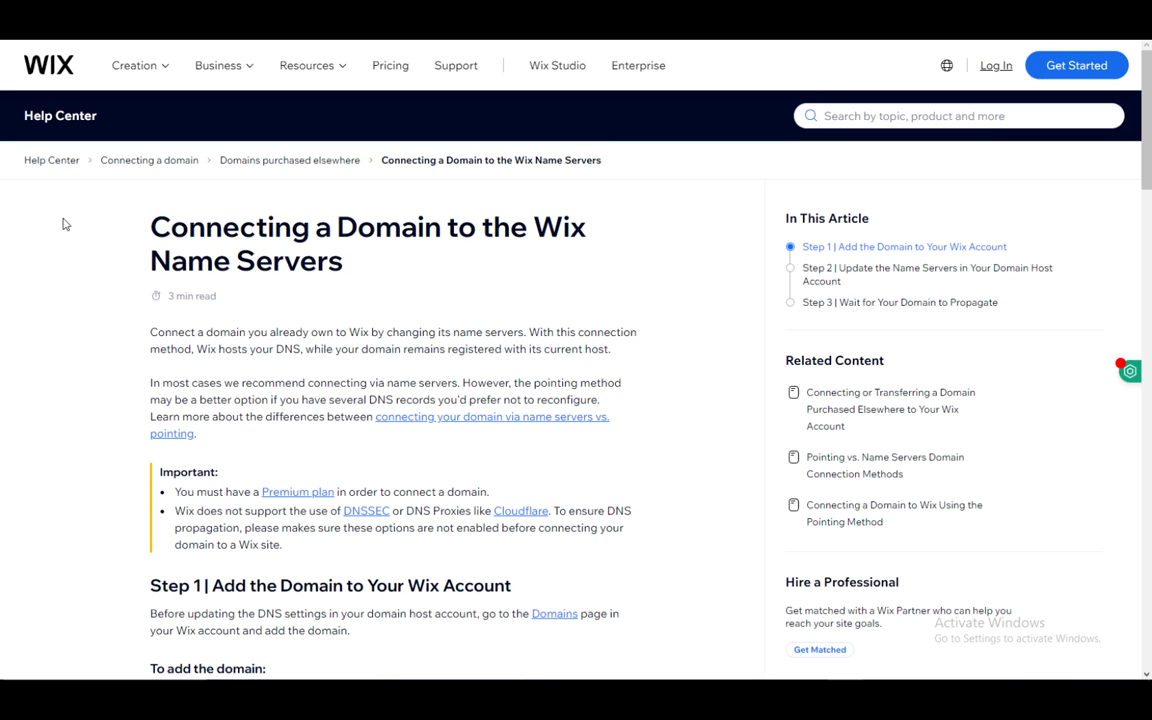 WIX
Creation
Business
Resources
Pricing
Support
Wix Studio
Enterprise
Log In
Get Started
Help Center
Search by topic, product and more
Help Center > Connecting a domain > Domains purchased elsewhere > Connecting a Domain to the Wix Name Servers
Connecting a Domain to the Wix
Name Servers
3 min read
Connect a domain you already own to Wix by changing its name servers. With this connection
method, Wix hosts your DNS, while your domain remains registered with its current host.
In most cases we recommend connecting via name servers. However, the pointing method
may be a better option if you have several DNS records you'd prefer not to reconfigure.
Learn more about the differences between connecting your domain via name servers vs.
pointing.
Important:
• You must have a Premium plan in order to connect a domain.
• Wix does not support the use of DNSSEC or DNS Proxies like Cloudflare. To ensure DNS
propagation, please makes sure these options are not enabled before connecting your
domain to a Wix site.
Step 1 | Add the Domain to Your Wix Account
Before updating the DNS settings in your domain host account, go to the Domains page in
your Wix account and add the domain.
To add the domain:
In This Article
Step 1 | Add the Domain to Your Wix Account
Step 2 | Update the Name Servers in Your Domain Host
Account
Step 3 | Wait for Your Domain to Propagate
Related Content
Connecting or Transferring a Domain
Purchased Elsewhere to Your Wix
Account
Pointing vs. Name Servers Domain
Connection Methods
Connecting a Domain to Wix Using the
Pointing Method
Hire a Professional
Get matched with a Wix Partner who can help you
reach your site goals.
Get Matched
Activate Windows
Go to Settings to activate Windows.